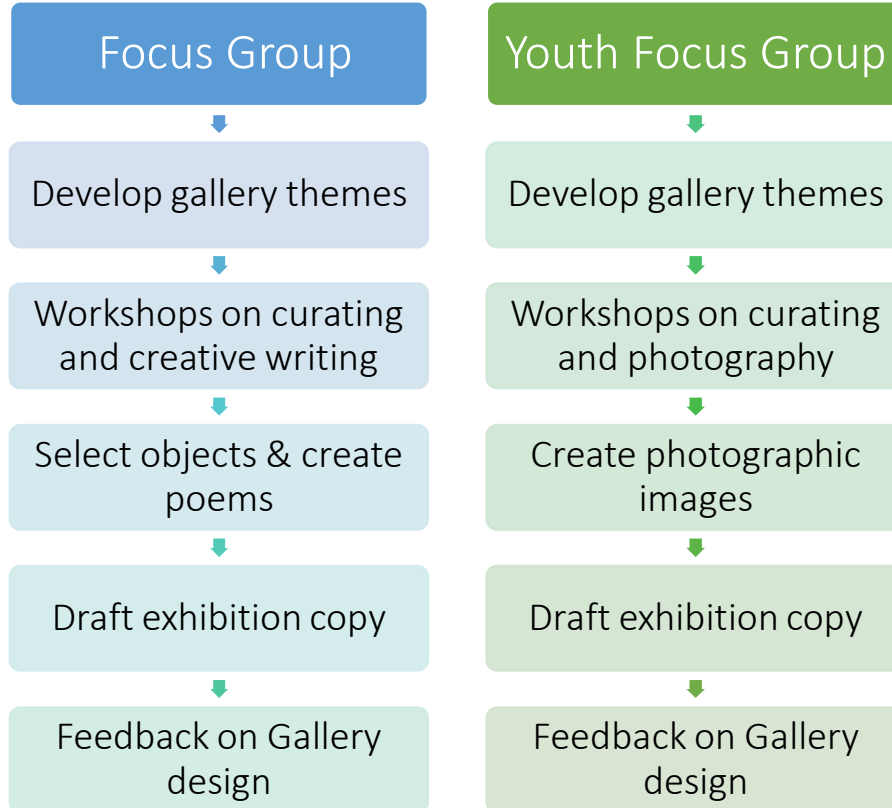 Focus Group
Develop gallery themes
Workshops on curating
and creative writing
Select objects & create
poems
Draft exhibition copy
Feedback on Gallery
design
Youth Focus Group
Develop gallery themes
Workshops on curating
and photography
Create photographic
images
Draft exhibition copy
Feedback on Gallery
design